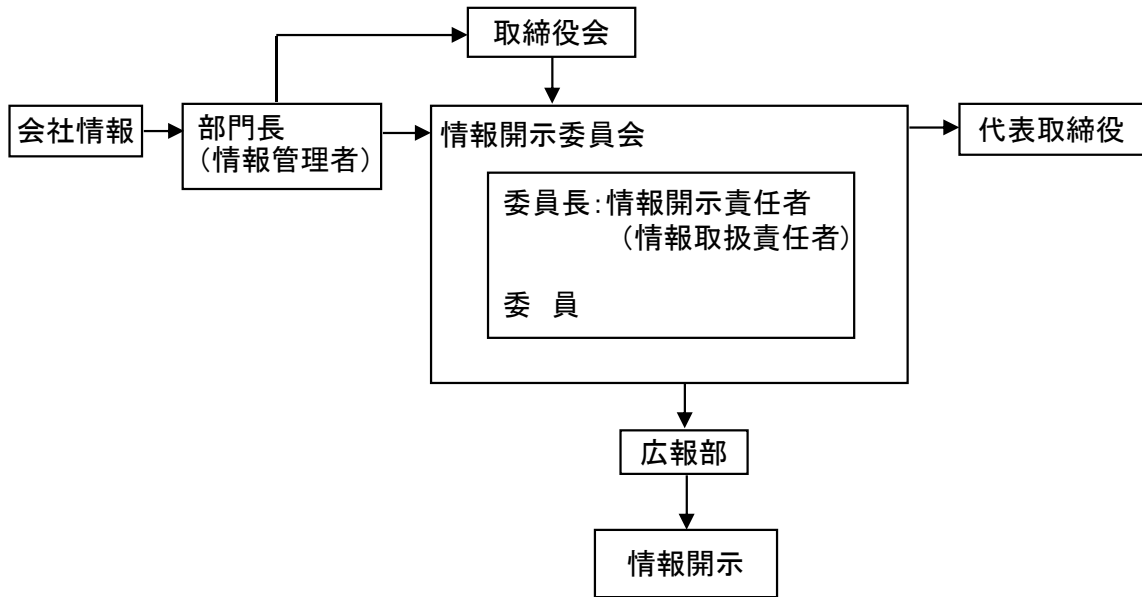 取締役会
会社情報
部門長
（情報管理者）
情報開示委員会
委員長：情報開示責任者
（情報取扱責任者）
委　員
代表取締役
広報部
情報開示